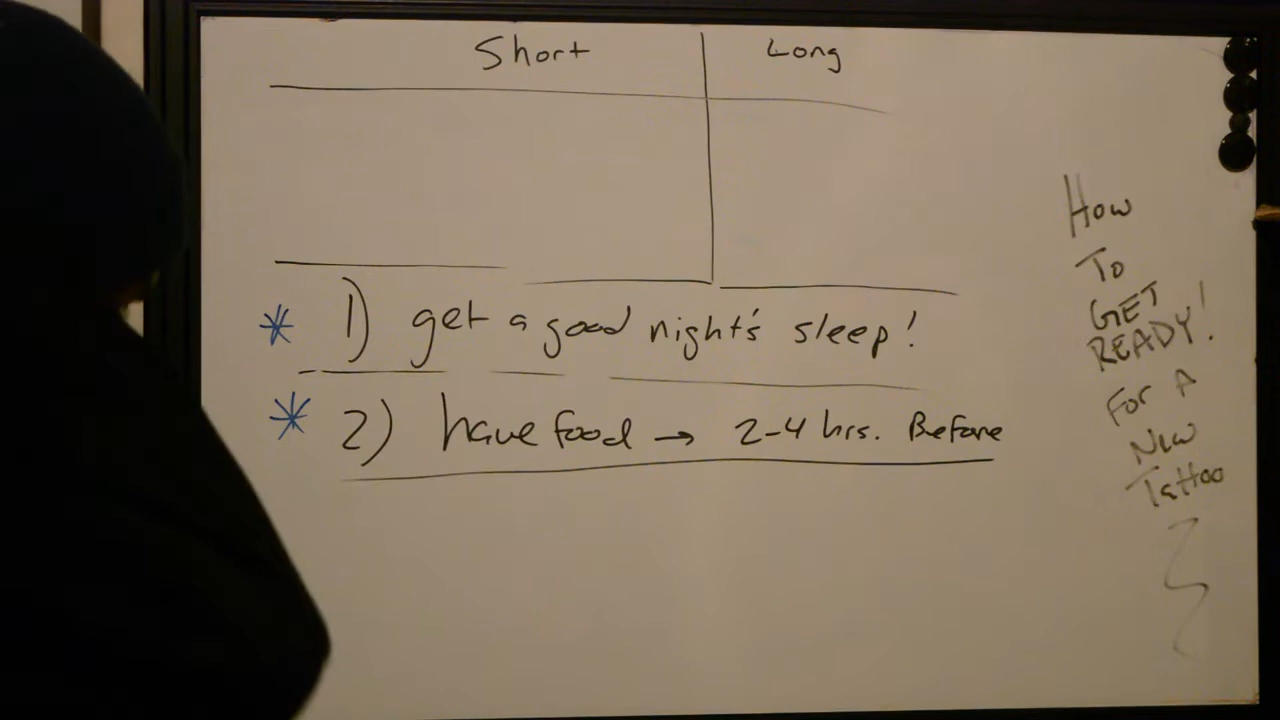 Short Long
1) get a good night's sleep!
2) have food → 2-4 hrs. Before
How
To
GET
READY!
For A
New
Tattoo